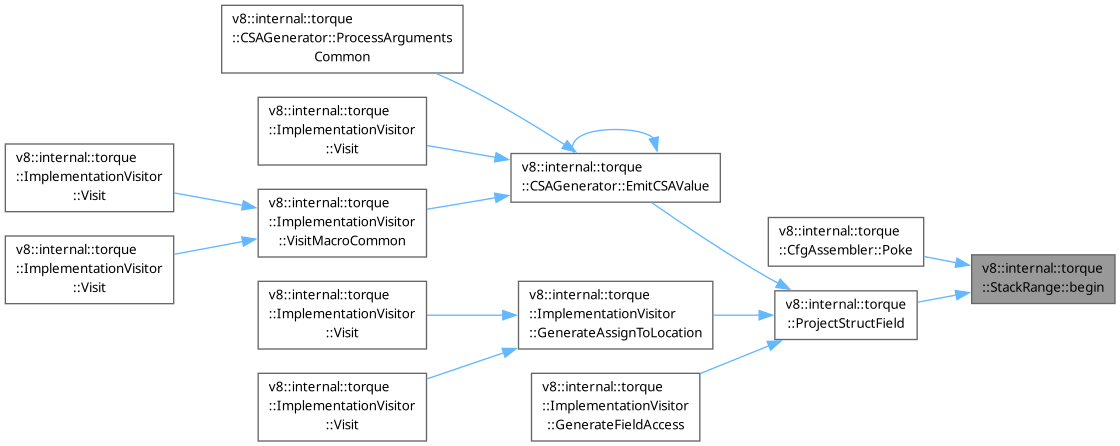 v8::internal::torque
::CSAGenerator::ProcessArguments
Common
v8::internal::torque
::ImplementationVisitor
::Visit
v8::internal::torque
::ImplementationVisitor
::Visit
v8::internal::torque
::CSAGenerator::EmitCSAValue
v8::internal::torque
::ImplementationVisitor
::VisitMacroCommon
v8::internal::torque
::ImplementationVisitor
::Visit
v8::internal::torque
::CfgAssembler::Poke
v8::internal::torque
::StackRange::begin
v8::internal::torque
::ImplementationVisitor
::Visit
v8::internal::torque
::ImplementationVisitor
::GenerateAssignToLocation
v8::internal::torque
::ProjectStructField
v8::internal::torque
::ImplementationVisitor
::Visit
v8::internal::torque
::ImplementationVisitor
::GenerateFieldAccess